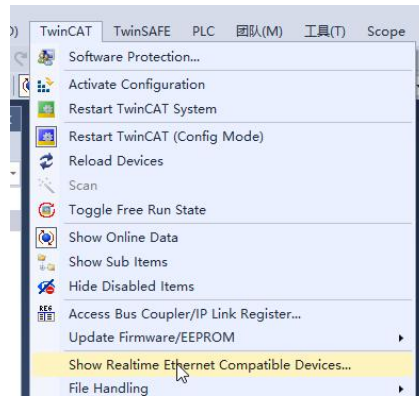 TwinCAT TwinSAFE PLC 团队(M) 工具(T) Scope
Software Protection...
Activate Configuration
Restart TwinCAT System
Restart TwinCAT (Config Mode)
Reload Devices
Scan
Toggle Free Run State
Show Online Data
Show Sub Items
Hide Disabled Items
REG
Access Bus Coupler/IP Link Register...
Update Firmware/EEPROM
Show Realtime Ethernet Compatible Devices...
File Handling